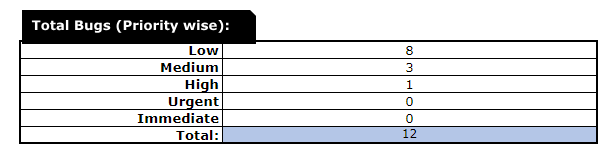 Total Bugs (Priority wise):
Low 8
Medium 3
High 1
Urgent 0
Immediate 0
Total: 12